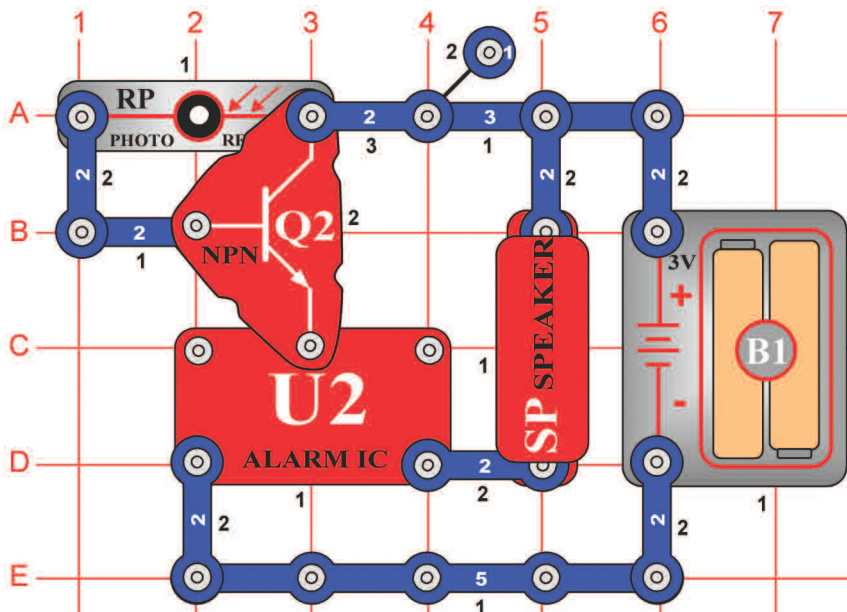 1 2 3 4 5 6 7
2 1
1
A RP 2 3
PHOTO 3 1
2 2 2 2
B 2 NPN Q2 2 3V
1 +
C 1 SP SPEAKER B1
U2 -
D ALARM IC 2
1 2 1
2 2 2 2
E 5
1